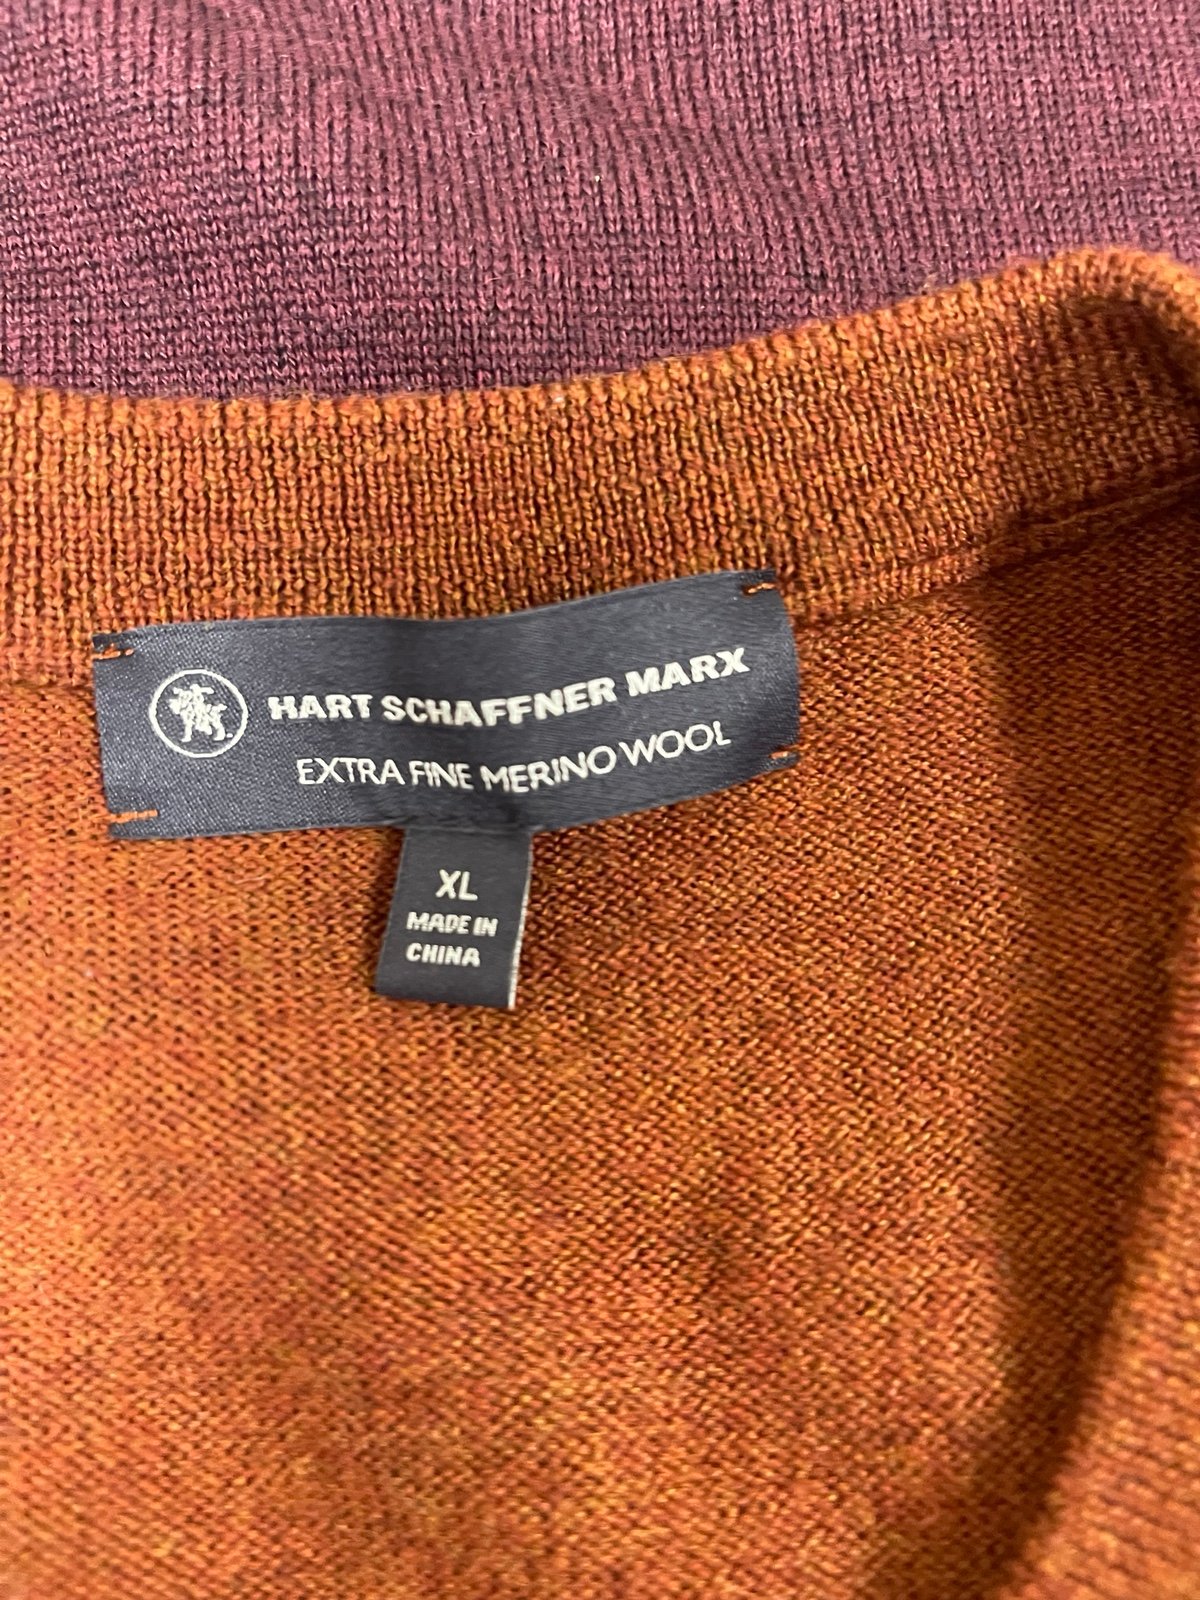 HART SCHAFFNER MARX
EXTRA FINE MERINO WOOL
XL
MADE IN
CHINA